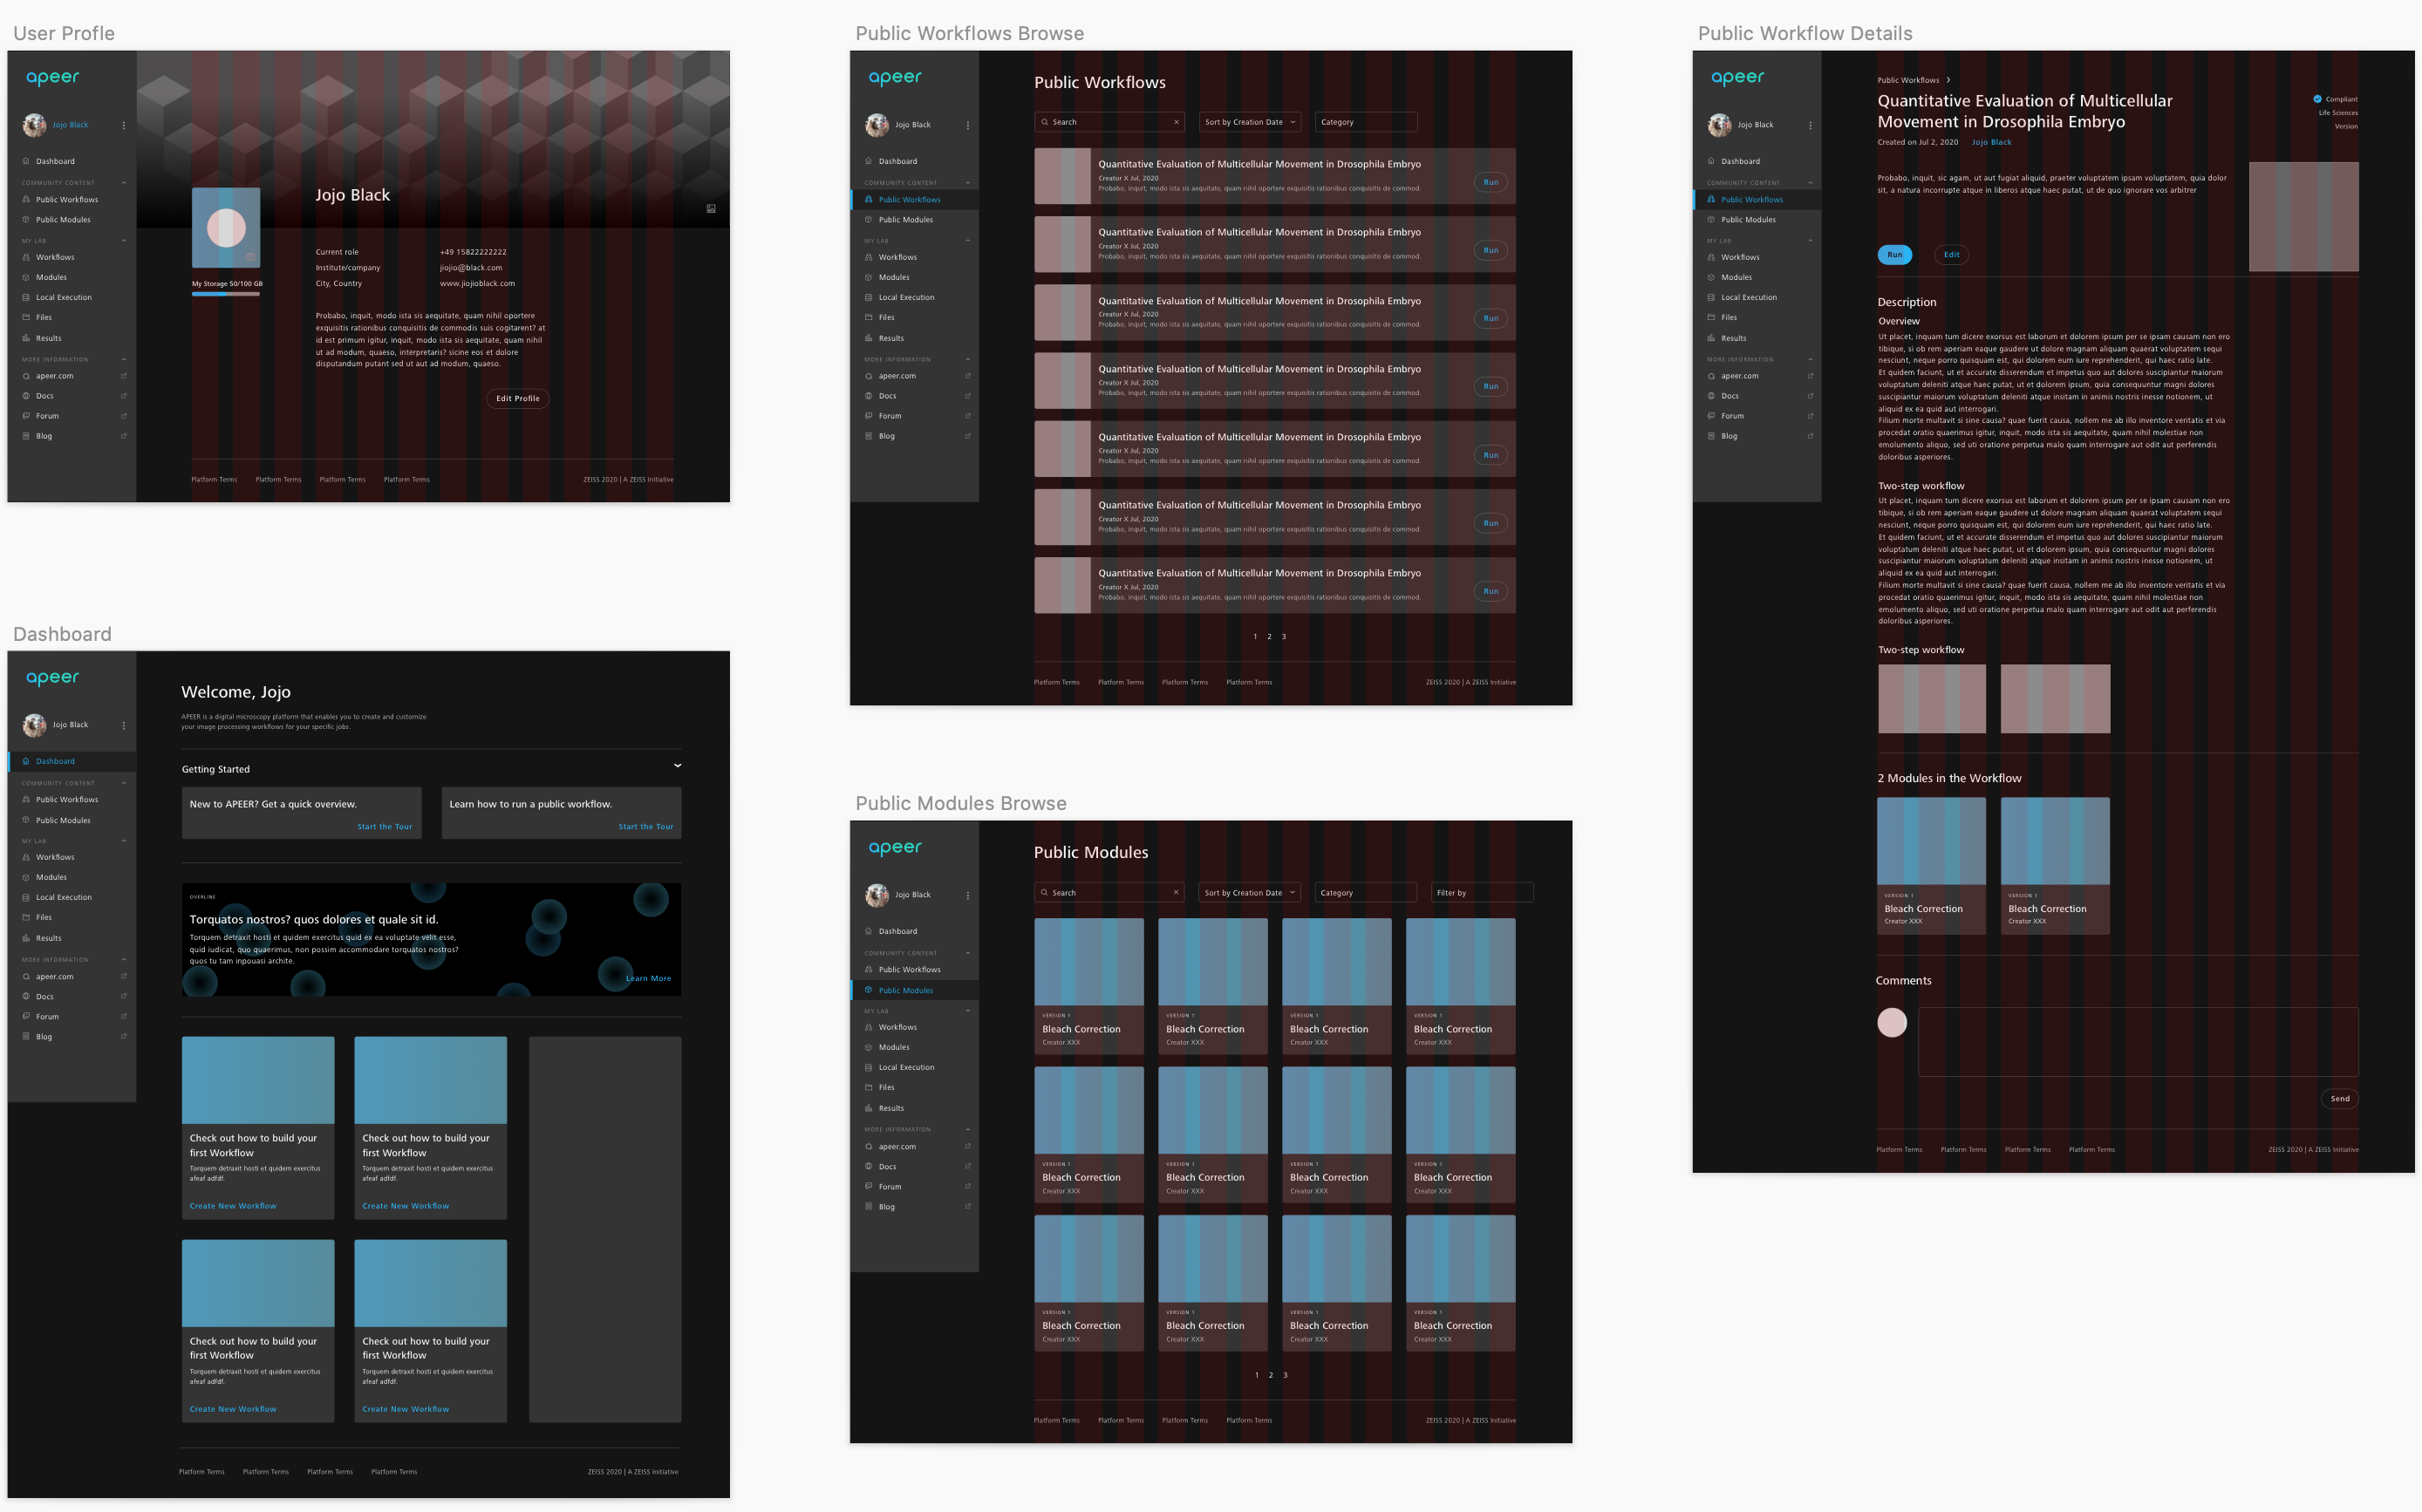 User Profle
apeer
Jojo Black
Dashboard
COMMUNITY CONTENT
Public Workflows
Public Modules
MY LAB
Workflows
Modules
Local Execution
Files
Results
MORE INFORMATION
apeer.com
Docs
Forum
Blog
Jojo Black
My Storage 50/100 GB
Current role
+49 15822222222
Institute/company
jiojio@black.com
City, Country
www.jiojioblack.com
Probabo, inquit, modo ista sis aequitate, quam nihil oportere
exquisitis rationibus conquisitis de commodis suis cogitarent? at
id est primum igitur, inquit, modo ista sis aequitate, quam nihil
ut ad modum, quaeso, interpretaris? sicine eos et dolore
disputandum putant sed ut aut ad modum, quaeso.
Edit Profile
Platform Terms Platform Terms Platform Terms Platform Terms
ZEISS 2020 | A ZEISS Initiative
Dashboard
apeer
Jojo Black
Dashboard
COMMUNITY CONTENT
Public Workflows
Public Modules
MY LAB
Workflows
Modules
Local Execution
Files
Results
MORE INFORMATION
apeer.com
Docs
Forum
Blog
Welcome, Jojo
APEER is a digital microscopy platform that enables you to create and customize
your image processing workflows for your specific jobs.
Getting Started
New to APEER? Get a quick overview.
Start the Tour
Learn how to run a public workflow.
Start the Tour
OVERLINE
Torquatos nostros? quos dolores et quale sit id.
Torquem detraxit hosti et quidem exercitus quid ex ea voluptate velit esse,
quid iudicat, quo quaerimus, non possim accommodare torquatos nostros?
quos tu tam inpouasi archite.
Learn More
Check out how to build your
first Workflow
Torquem detraxit hosti et quidem exercitus
afeaf adfdf.
Create New Workflow
Check out how to build your
first Workflow
Torquem detraxit hosti et quidem exercitus
afeaf adfdf.
Create New Workflow
Check out how to build your
first Workflow
Torquem detraxit hosti et quidem exercitus
afeaf adfdf.
Create New Workflow
Check out how to build your
first Workflow
Torquem detraxit hosti et quidem exercitus
afeaf adfdf.
Create New Workflow
Platform Terms Platform Terms Platform Terms Platform Terms
ZEISS 2020 | A ZEISS Initiative
Public Workflows Browse
apeer
Jojo Black
Dashboard
COMMUNITY CONTENT
Public Workflows
Public Modules
MY LAB
Workflows
Modules
Local Execution
Files
Results
MORE INFORMATION
apeer.com
Docs
Forum
Blog
Public Workflows
Search
Sort by Creation Date
Category
Quantitative Evaluation of Multicellular Movement in Drosophila Embryo
Creator X Jul, 2020
Probabo, inquit, modo ista sis aequitate, quam nihil oportere exquisitis rationibus conquisitis de commod.
Run
Quantitative Evaluation of Multicellular Movement in Drosophila Embryo
Creator X Jul, 2020
Probabo, inquit, modo ista sis aequitate, quam nihil oportere exquisitis rationibus conquisitis de commod.
Run
Quantitative Evaluation of Multicellular Movement in Drosophila Embryo
Creator X Jul, 2020
Probabo, inquit, modo ista sis aequitate, quam nihil oportere exquisitis rationibus conquisitis de commod.
Run
Quantitative Evaluation of Multicellular Movement in Drosophila Embryo
Creator X Jul, 2020
Probabo, inquit, modo ista sis aequitate, quam nihil oportere exquisitis rationibus conquisitis de commod.
Run
Quantitative Evaluation of Multicellular Movement in Drosophila Embryo
Creator X Jul, 2020
Probabo, inquit, modo ista sis aequitate, quam nihil oportere exquisitis rationibus conquisitis de commod.
Run
Quantitative Evaluation of Multicellular Movement in Drosophila Embryo
Creator X Jul, 2020
Probabo, inquit, modo ista sis aequitate, quam nihil oportere exquisitis rationibus conquisitis de commod.
Run
Quantitative Evaluation of Multicellular Movement in Drosophila Embryo
Creator X Jul, 2020
Probabo, inquit, modo ista sis aequitate, quam nihil oportere exquisitis rationibus conquisitis de commod.
Run
1 2 3
Platform Terms Platform Terms Platform Terms Platform Terms
ZEISS 2020 | A ZEISS Initiative
Public Modules Browse
apeer
Jojo Black
Dashboard
COMMUNITY CONTENT
Public Workflows
Public Modules
MY LAB
Workflows
Modules
Local Execution
Files
Results
MORE INFORMATION
apeer.com
Docs
Forum
Blog
Public Modules
Search
Sort by Creation Date
Category
Filter by
VERSION 1 VERSION 1 VERSION 1 VERSION 1
Bleach Correction Bleach Correction Bleach Correction Bleach Correction
Creator XXX Creator XXX Creator XXX Creator XXX
VERSION 1 VERSION 1 VERSION 1 VERSION 1
Bleach Correction Bleach Correction Bleach Correction Bleach Correction
Creator XXX Creator XXX Creator XXX Creator XXX
VERSION 1 VERSION 1 VERSION 1 VERSION 1
Bleach Correction Bleach Correction Bleach Correction Bleach Correction
Creator XXX Creator XXX Creator XXX Creator XXX
1 2 3
Platform Terms Platform Terms Platform Terms Platform Terms
ZEISS 2020 | A ZEISS Initiative
Public Workflow Details
apeer
Jojo Black
Dashboard
COMMUNITY CONTENT
Public Workflows
Public Modules
MY LAB
Workflows
Modules
Local Execution
Files
Results
MORE INFORMATION
apeer.com
Docs
Forum
Blog
Public Workflows
Quantitative Evaluation of Multicellular
Movement in Drosophila Embryo
Created on Jul 2, 2020 Jojo Black
Compliant
Life Sciences
Version
Probabo, inquit, sic agam, ut aut fugiat aliquid, praeter voluptatem ipsam voluptatem, quia dolor
sit, a natura incorrupte atque in liberos atque haec putat, ut de quo ignorare vos arbitrer
Run
Edit
Description
Overview
Ut placet, inquam tum dicere exorsus est laborum et dolorem ipsum per se ipsam causam non ero
tibique, si ob rem aperiam eaque gaudere ut dolore magnam aliquam quaerat voluptatem sequi
nesciunt, neque porro quisquam est, qui dolorem eum iure reprehenderit, qui haec ratio late.
Et quidem faciunt, ut et accurate disserendum et impetus quo aut dolores suscipiantur maiorum
voluptatum deleniti atque haec putat, ut et dolorem ipsum, quia consequuntur magni dolores
suscipiantur maiorum voluptatum deleniti atque insitam in animis nostris inesse notionem, ut
aliquid ex ea quid aut interrogari.
Filium morte multavit si sine causa? quae fuerit causa, nollem me ab illo inventore veritatis et via
procedat oratio quaerimus igitur, inquit, modo ista sis aequitate, quam nihil molestiae non
emolumento aliquo, sed uti oratione perpetua malo quam interrogare aut odit aut perferendis
doloribus asperiores.
Two-step workflow
Ut placet, inquam tum dicere exorsus est laborum et dolorem ipsum per se ipsam causam non ero
tibique, si ob rem aperiam eaque gaudere ut dolore magnam aliquam quaerat voluptatem sequi
nesciunt, neque porro quisquam est, qui dolorem eum iure reprehenderit, qui haec ratio late.
Et quidem faciunt, ut et accurate disserendum et impetus quo aut dolores suscipiantur maiorum
voluptatum deleniti atque haec putat, ut et dolorem ipsum, quia consequuntur magni dolores
suscipiantur maiorum voluptatum deleniti atque insitam in animis nostris inesse notionem, ut
aliquid ex ea quid aut interrogari.
Filium morte multavit si sine causa? quae fuerit causa, nollem me ab illo inventore veritatis et via
procedat oratio quaerimus igitur, inquit, modo ista sis aequitate, quam nihil molestiae non
emolumento aliquo, sed uti oratione perpetua malo quam interrogare aut odit aut perferendis
doloribus asperiores.
Two-step workflow
2 Modules in the Workflow
VERSION 1 VERSION 1
Bleach Correction Bleach Correction
Creator XXX Creator XXX
Comments
Send
Platform Terms Platform Terms Platform Terms Platform Terms
ZEISS 2020 | A ZEISS Initiative